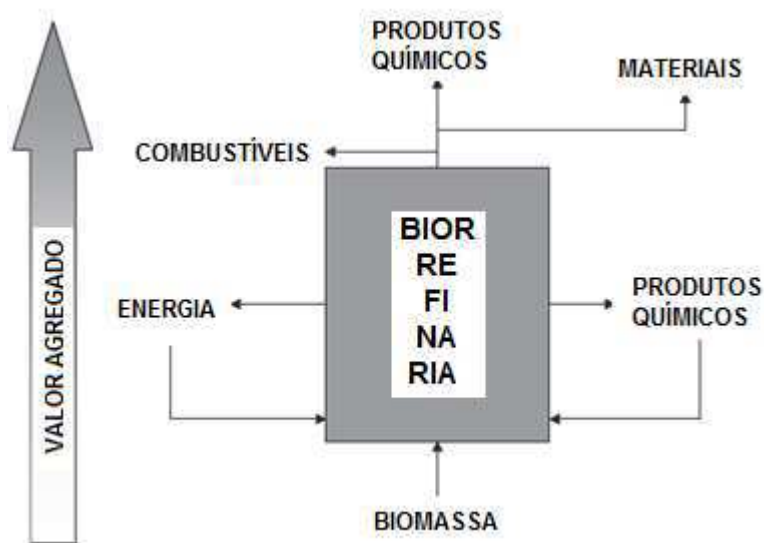 PRODUTOS
QUÍMICOS
MATERIAIS
COMBUSTÍVEIS
BIOR
RE
FI
NA
RIA
VALOR AGREGADO
ENERGIA
PRODUTOS
QUÍMICOS
BIOMASSA